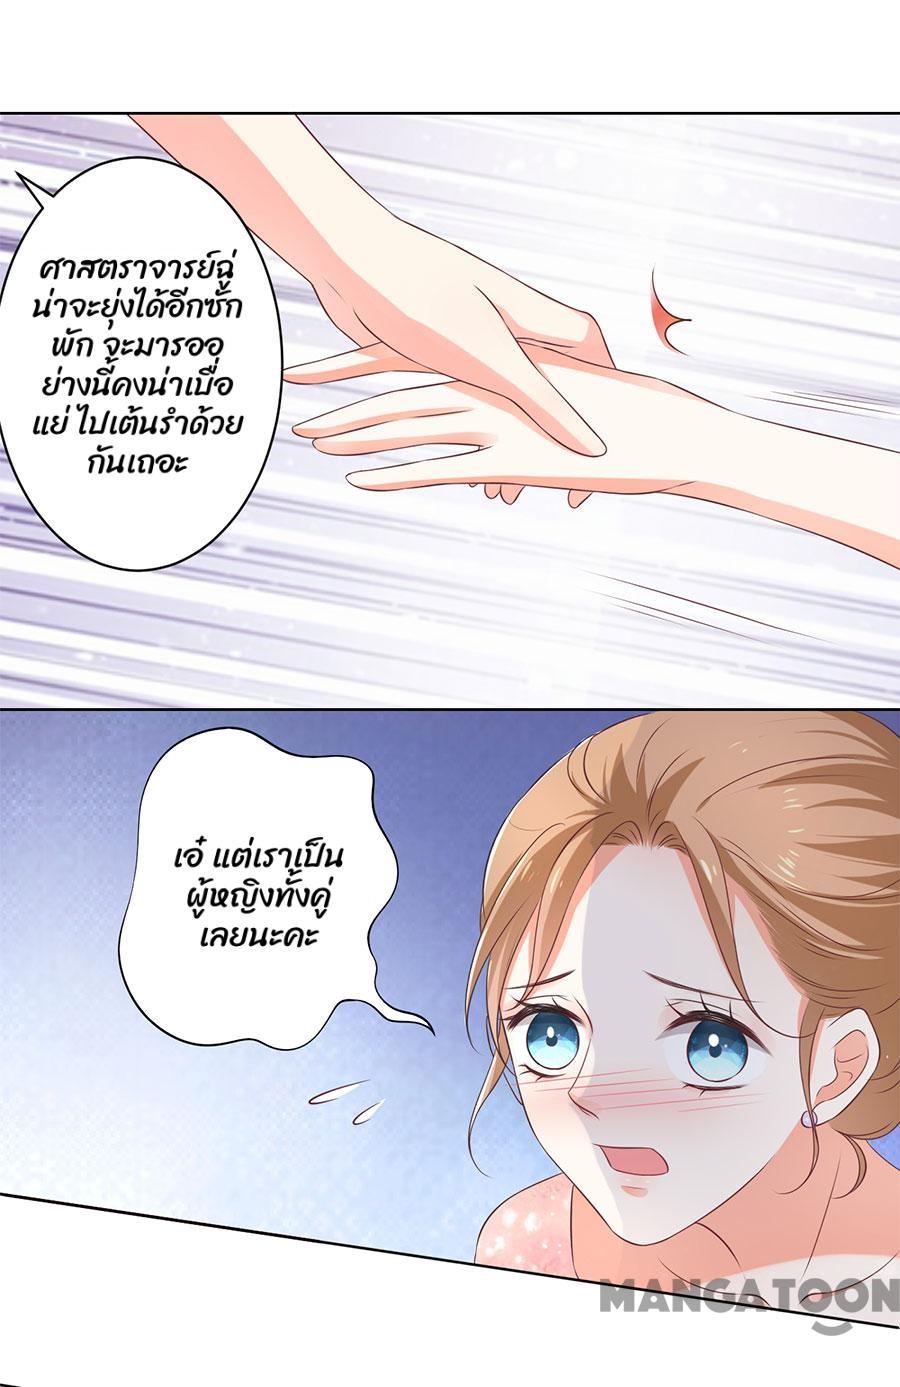 ศาสตราจารย์ฉู่
น่าจะยุ่งได้อีกซัก
พัก จะมารออ
ย่างนี้คงน่าเบื่อ
แย่ ไปเต้นรำด้วย
กันเถอะ
เอ๋ แต่เราเป็น
ผู้หญิงทั้งคู่
เลยนะคะ
MANGATOON